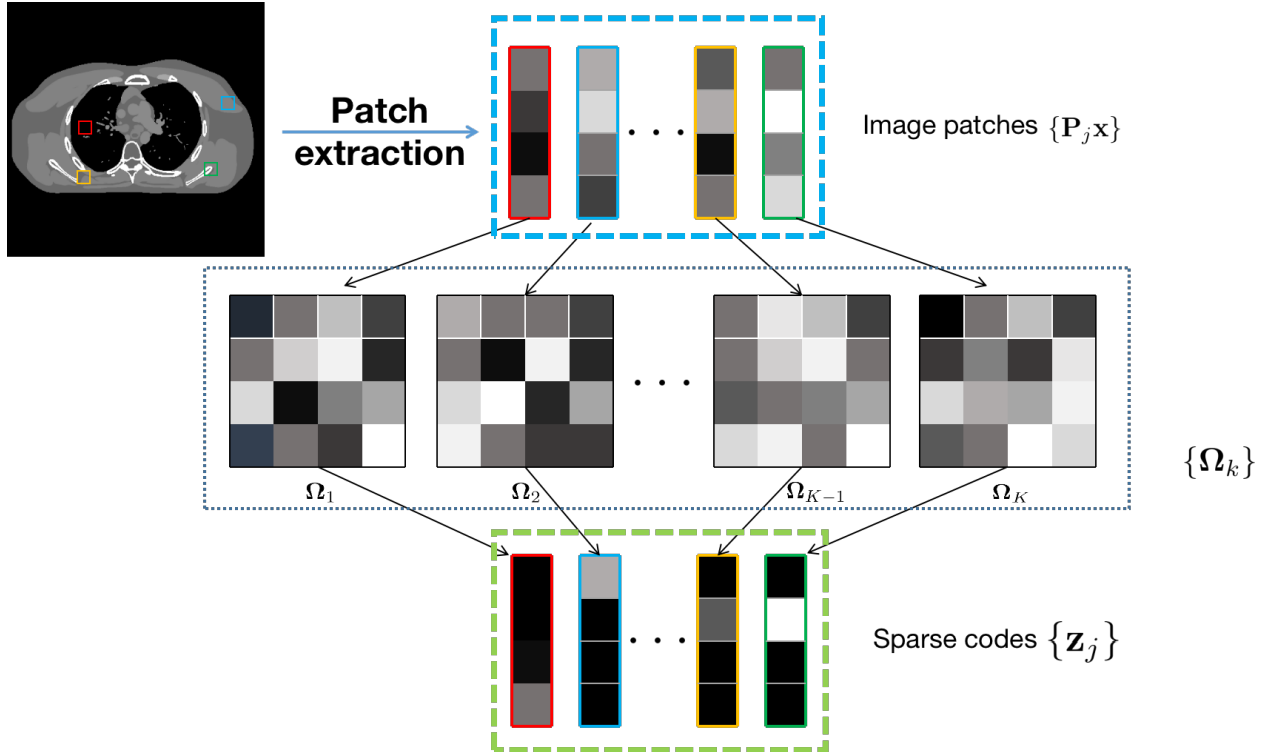 Patch
extraction
. . .
Image patches {P_j x}
. . .
Ω_1
Ω_2
Ω_{K−1}
Ω_K
{Ω_k}
. . .
Sparse codes {z_j}